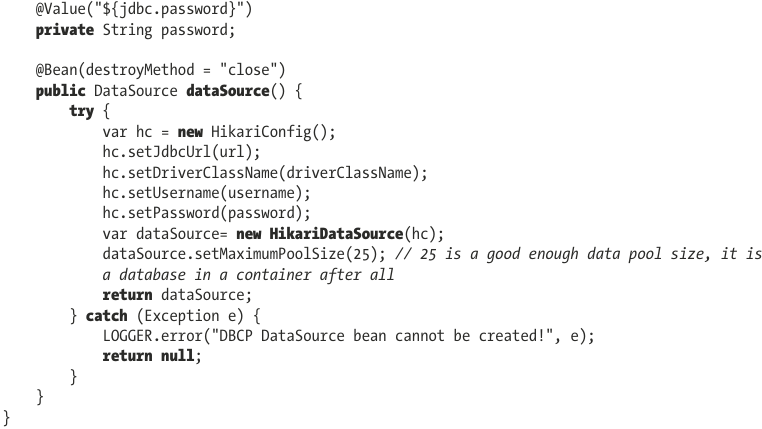 @Value("${jdbc.password}")
    private String password;

    @Bean(destroyMethod = "close")
    public DataSource dataSource() {
        try {
            var hc = new HikariConfig();
            hc.setJdbcUrl(url);
            hc.setDriverClassName(driverClassName);
            hc.setUsername(username);
            hc.setPassword(password);
            var dataSource= new HikariDataSource(hc);
            dataSource.setMaximumPoolSize(25); // 25 is a good enough data pool size, it is
            a database in a container after all
            return dataSource;
        } catch (Exception e) {
            LOGGER.error("DBCP DataSource bean cannot be created!", e);
            return null;
        }
    }
}